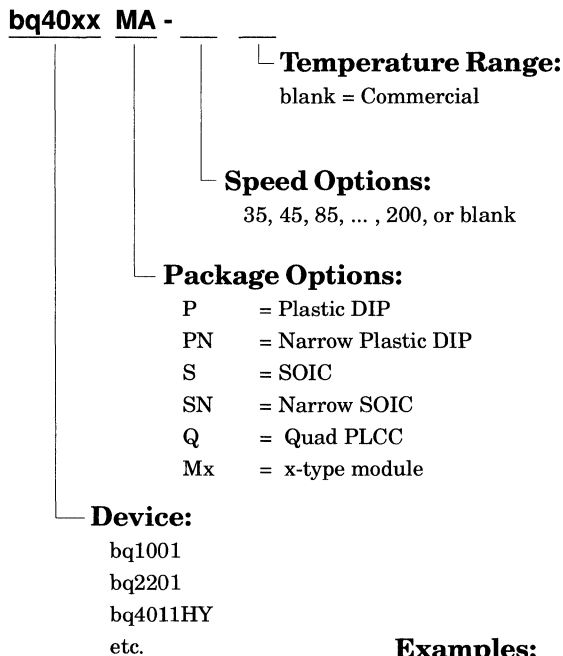 bq40xx MA - __ __
Temperature Range:
blank = Commercial
Speed Options:
35, 45, 85, ... , 200, or blank
Package Options:
P = Plastic DIP
PN = Narrow Plastic DIP
S = SOIC
SN = Narrow SOIC
Q = Quad PLCC
Mx = x-type module
Device:
bq1001
bq2201
bq4011HY
etc.
Examples: